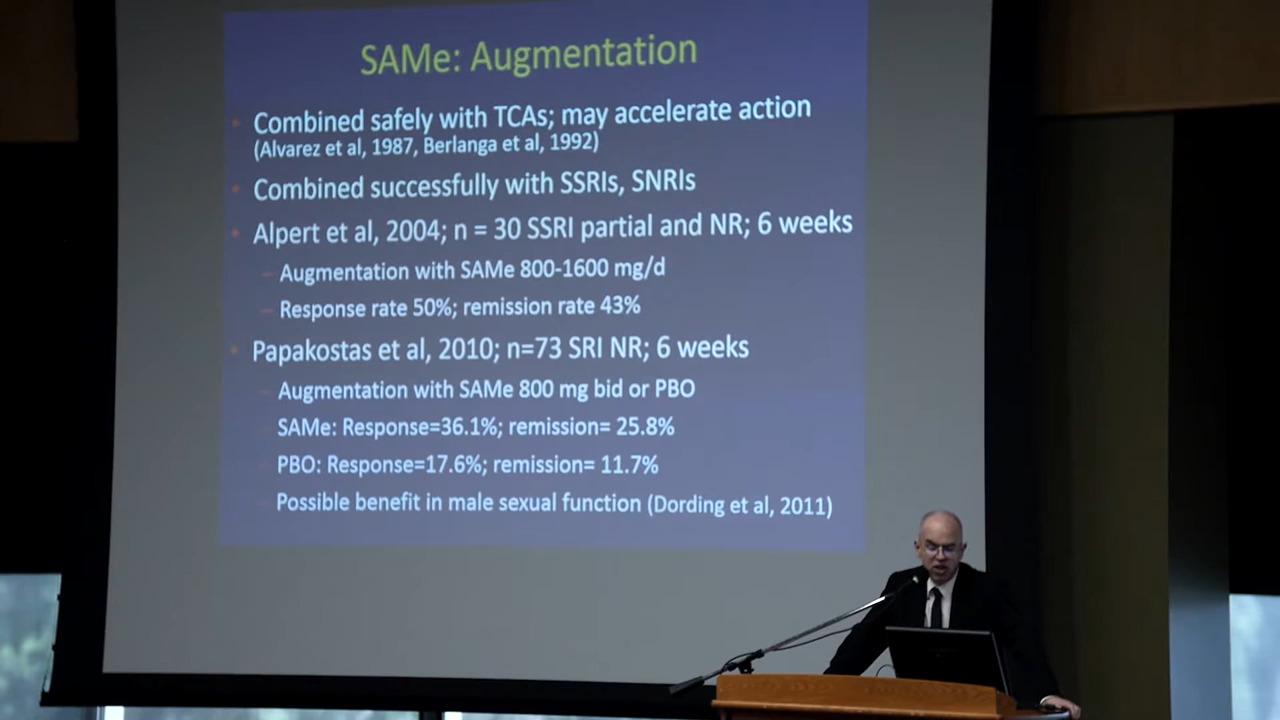 SAMe: Augmentation
Combined safely with TCAs; may accelerate action
(Alvarez et al, 1987, Berlanga et al, 1992)
Combined successfully with SSRIs, SNRIs
Alpert et al, 2004; n = 30 SSRI partial and NR; 6 weeks
– Augmentation with SAMe 800-1600 mg/d
– Response rate 50%; remission rate 43%
Papakostas et al, 2010; n=73 SRI NR; 6 weeks
– Augmentation with SAMe 800 mg bid or PBO
– SAMe: Response=36.1%; remission= 25.8%
– PBO: Response=17.6%; remission= 11.7%
– Possible benefit in male sexual function (Dording et al, 2011)